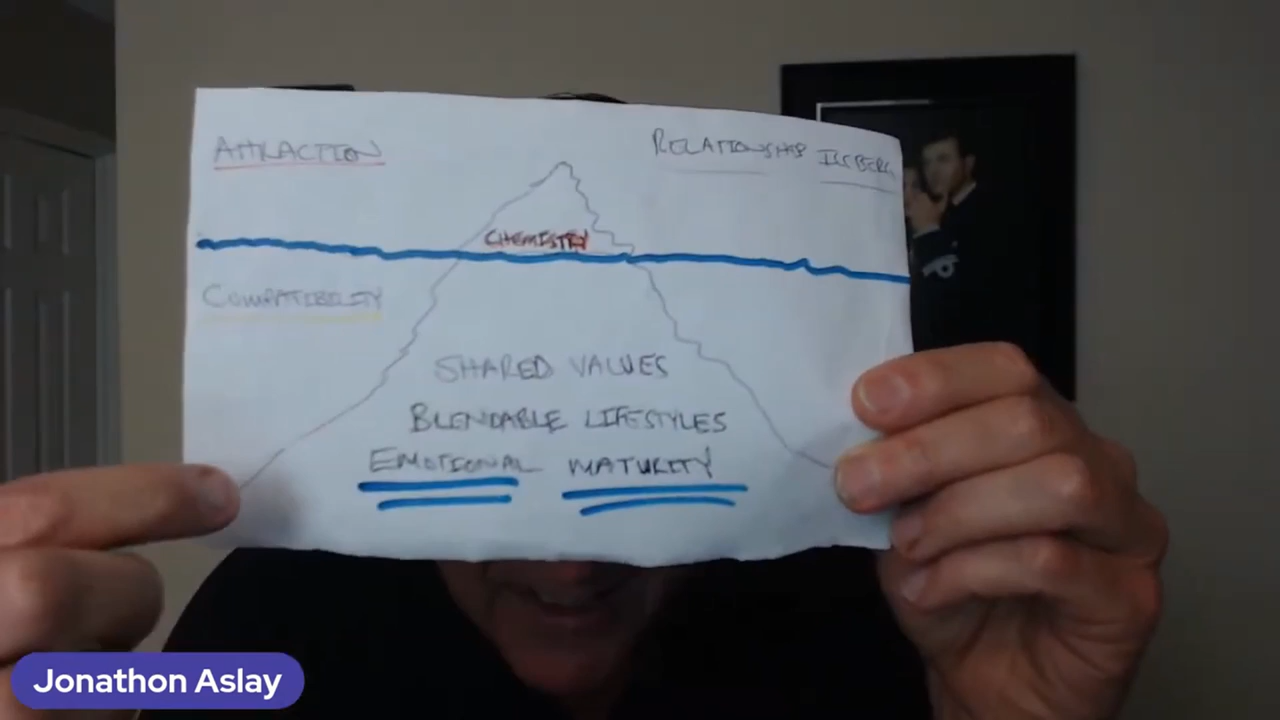 ATTRACTION
RELATIONSHIP ICEBERG
CHEMISTRY
COMPATIBILITY
SHARED VALUES
BLENDABLE LIFESTYLES
EMOTIONAL MATURITY
Jonathon Aslay